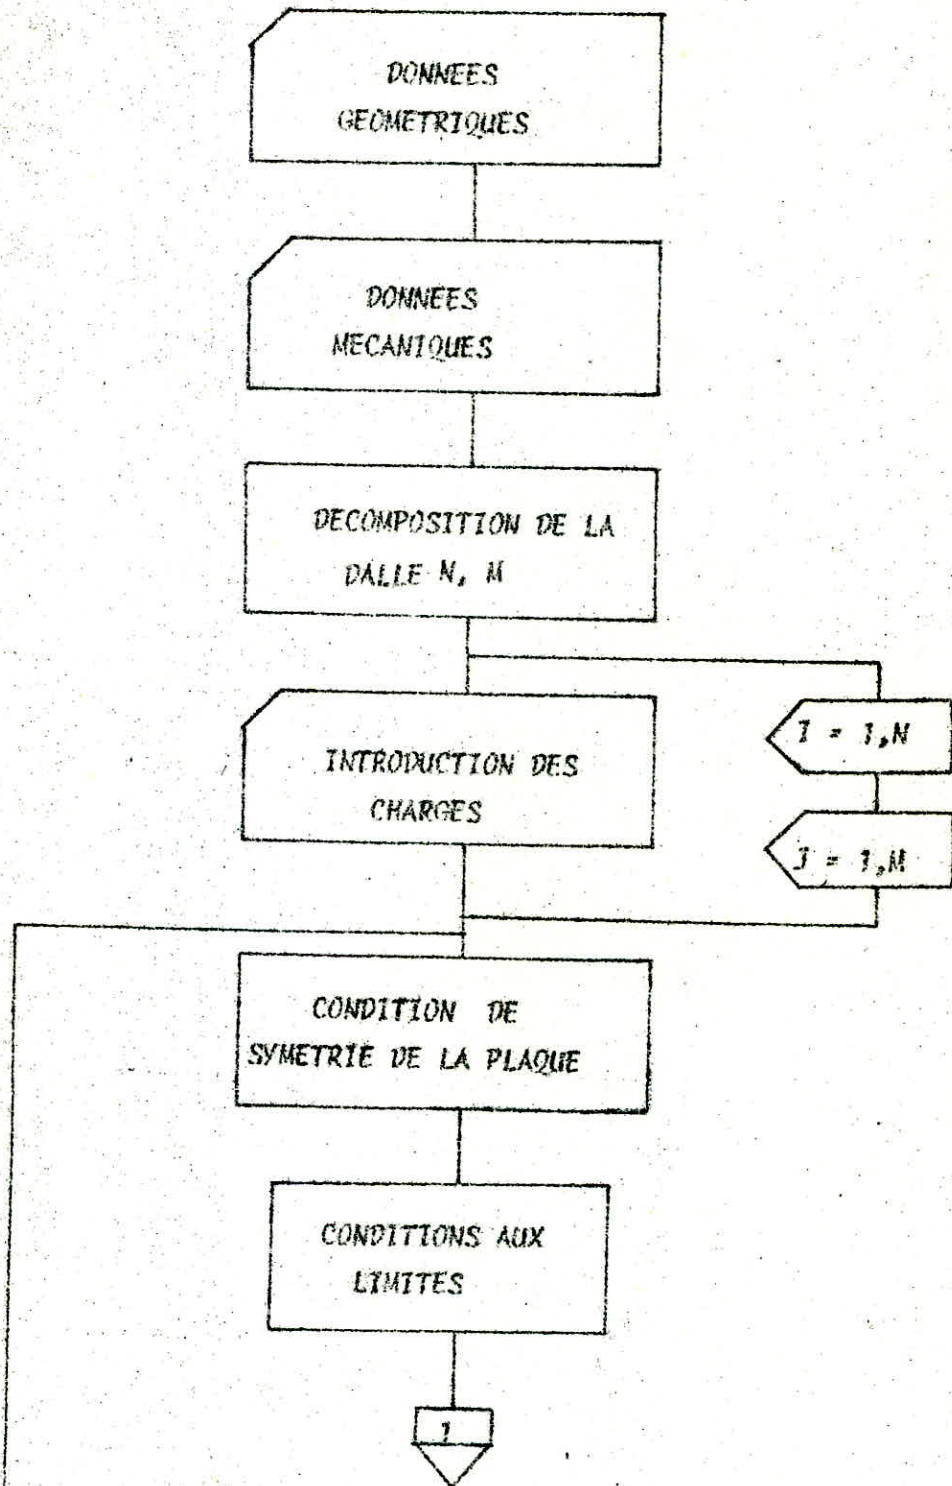 DONNEES
GEOMETRIQUES
DONNEES
MECANIQUES
DECOMPOSITION DE LA
DALLE N, M
INTRODUCTION DES
CHARGES
I = 1,N
J = 1,M
CONDITION DE
SYMETRIE DE LA PLAQUE
CONDITIONS AUX
LIMITES
1